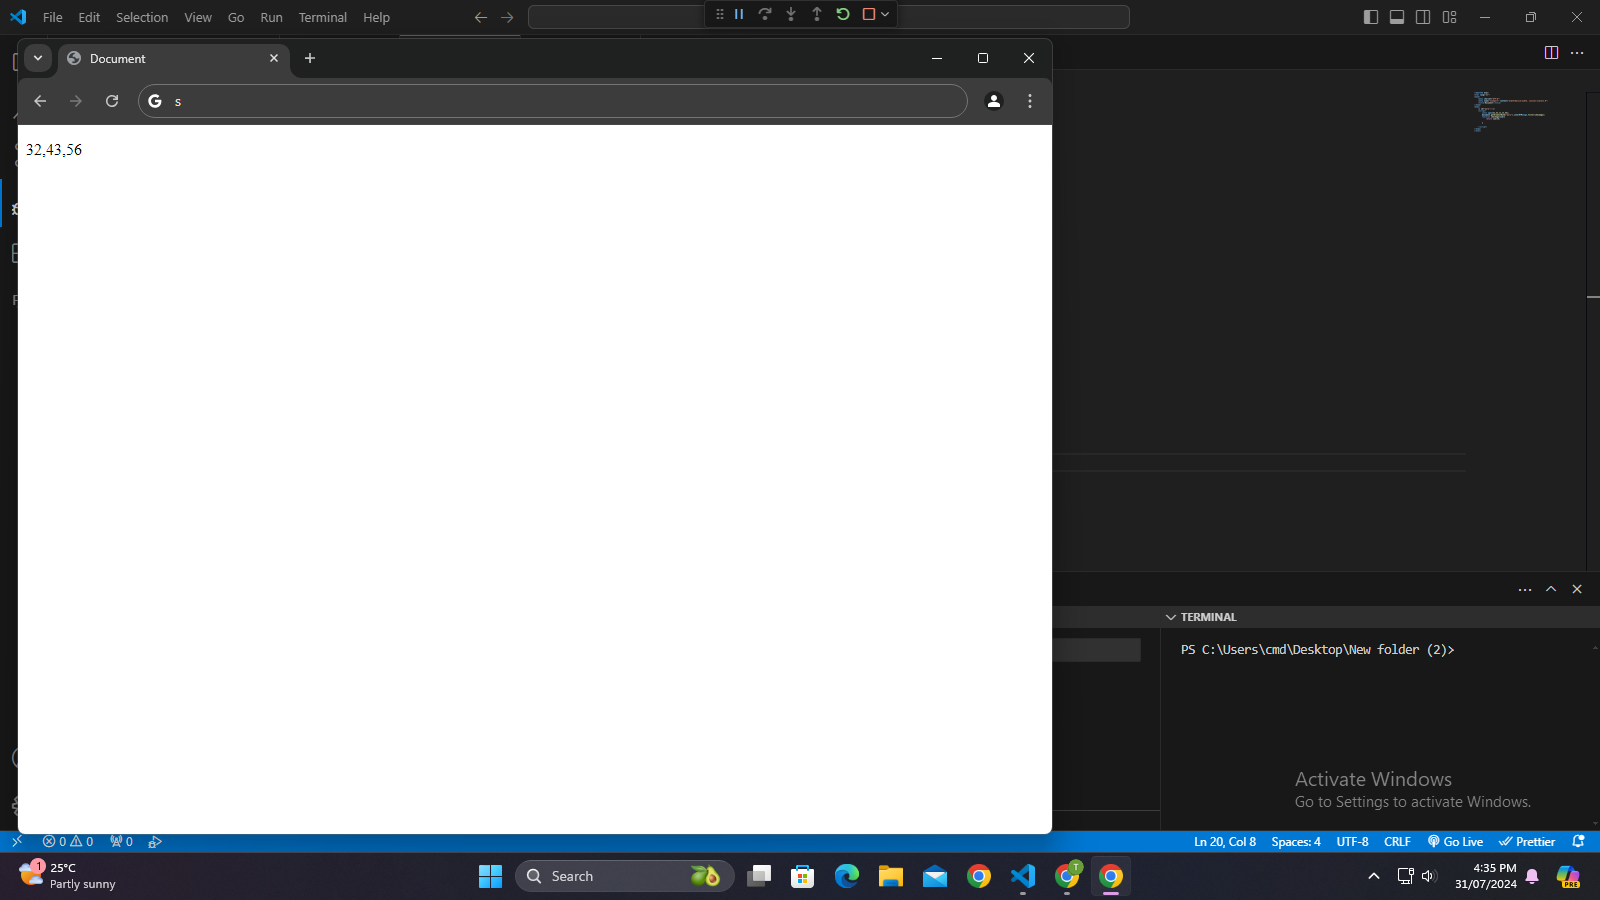 File Edit Selection View Go Run Terminal Help
Document
s
32,43,56
TERMINAL
PS C:\Users\cmd\Desktop\New folder (2)>
Activate Windows
Go to Settings to activate Windows.
0 0 0
Ln 20, Col 8 Spaces: 4 UTF-8 CRLF Go Live Prettier
1
25°C
Partly sunny
Search
T
4:35 PM
31/07/2024
PRE